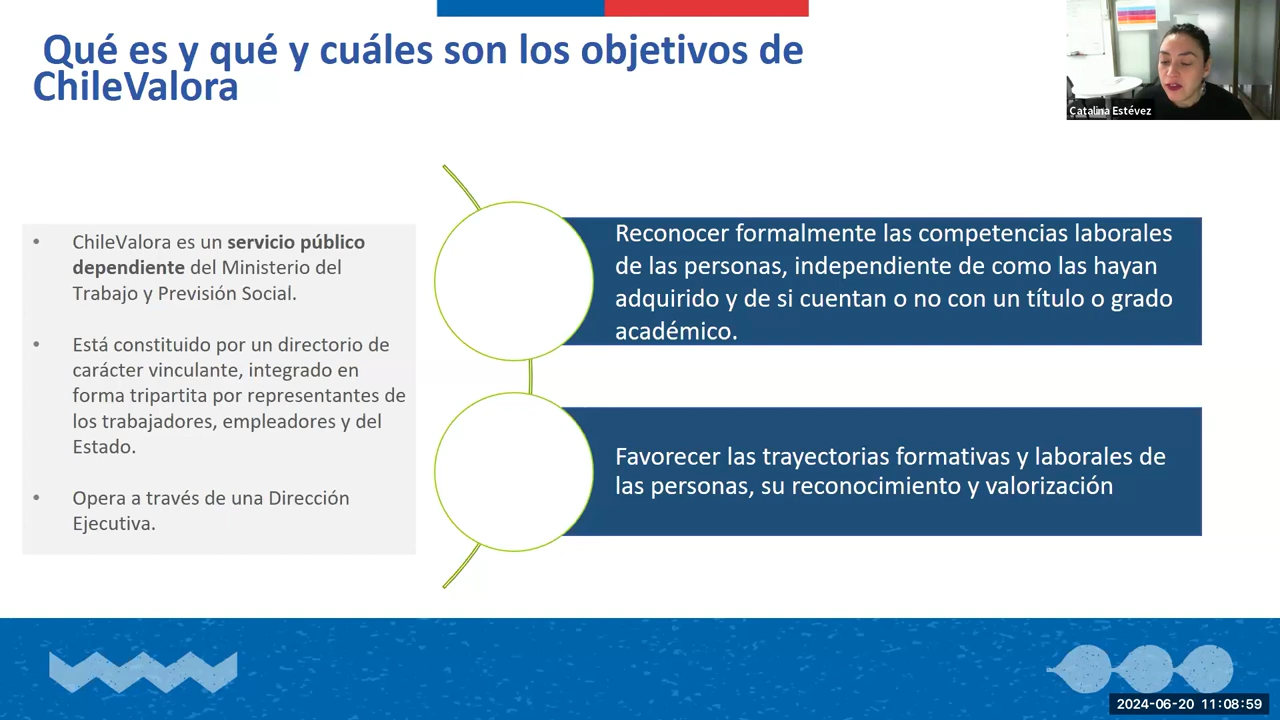 Qué es y qué y cuáles son los objetivos de
ChileValora
Catalina Estévez
• ChileValora es un servicio público
dependiente del Ministerio del
Trabajo y Previsión Social.
• Está constituido por un directorio de
carácter vinculante, integrado en
forma tripartita por representantes de
los trabajadores, empleadores y del
Estado.
• Opera a través de una Dirección
Ejecutiva.
Reconocer formalmente las competencias laborales
de las personas, independiente de como las hayan
adquirido y de si cuentan o no con un título o grado
académico.
Favorecer las trayectorias formativas y laborales de
las personas, su reconocimiento y valorización
2024-06-20 11:08:59